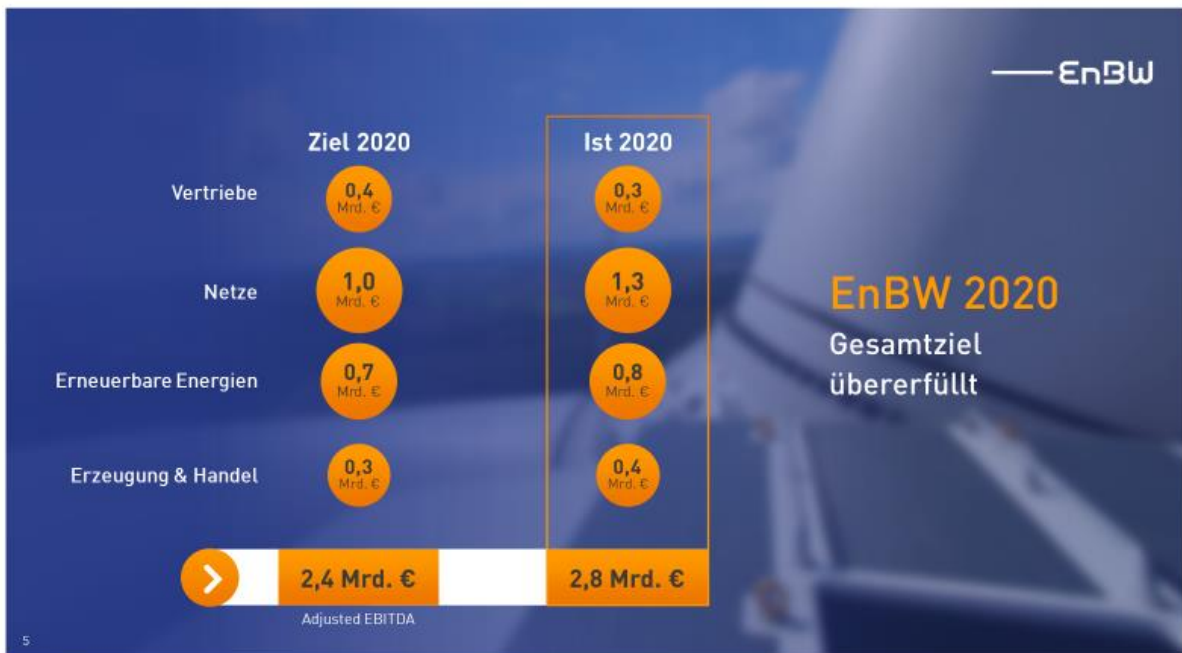 EnBW
Ziel 2020
Ist 2020
Vertriebe
0,4
Mrd. €
0,3
Mrd. €
Netze
1,0
Mrd. €
1,3
Mrd. €
Erneuerbare Energien
0,7
Mrd. €
0,8
Mrd. €
Erzeugung & Handel
0,3
Mrd. €
0,4
Mrd. €
2,4 Mrd. €
2,8 Mrd. €
Adjusted EBITDA
EnBW 2020
Gesamtziel
übererfüllt
5